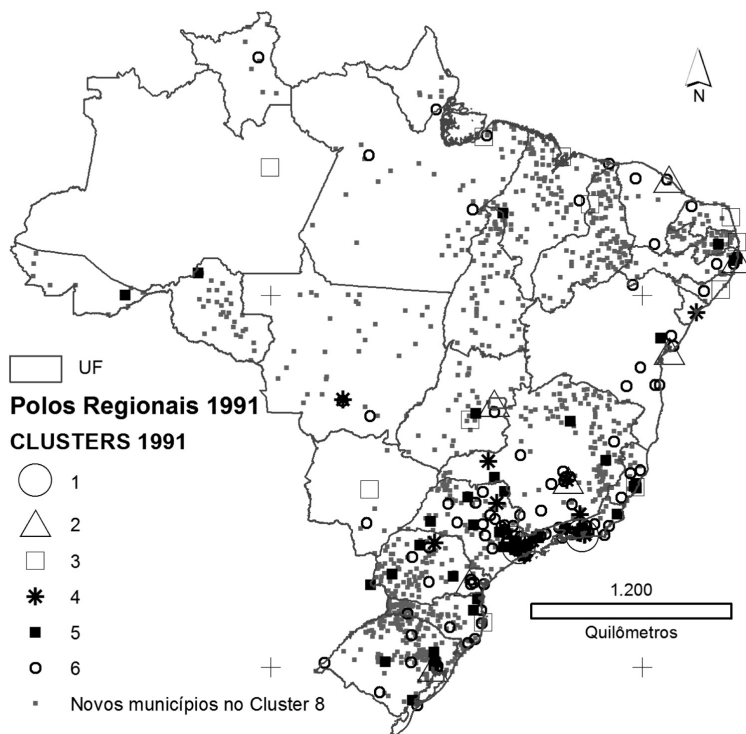 N
UF
Polos Regionais 1991
CLUSTERS 1991
1
2
3
4
5
6
Novos municípios no Cluster 8
1.200
Quilômetros